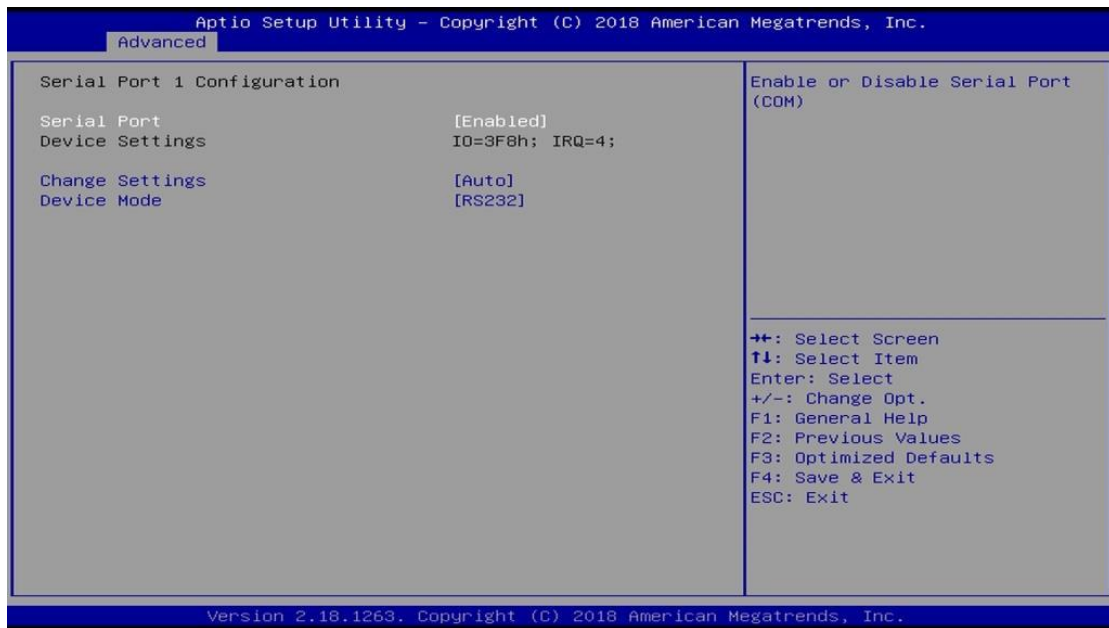 Aptio Setup Utility – Copyright (C) 2018 American Megatrends, Inc.
Advanced
Serial Port 1 Configuration
Serial Port [Enabled]
Device Settings IO=3F8h; IRQ=4;
Change Settings [Auto]
Device Mode [RS232]
Enable or Disable Serial Port
(COM)
→←: Select Screen
↑↓: Select Item
Enter: Select
+/-: Change Opt.
F1: General Help
F2: Previous Values
F3: Optimized Defaults
F4: Save & Exit
ESC: Exit
Version 2.18.1263. Copyright (C) 2018 American Megatrends, Inc.